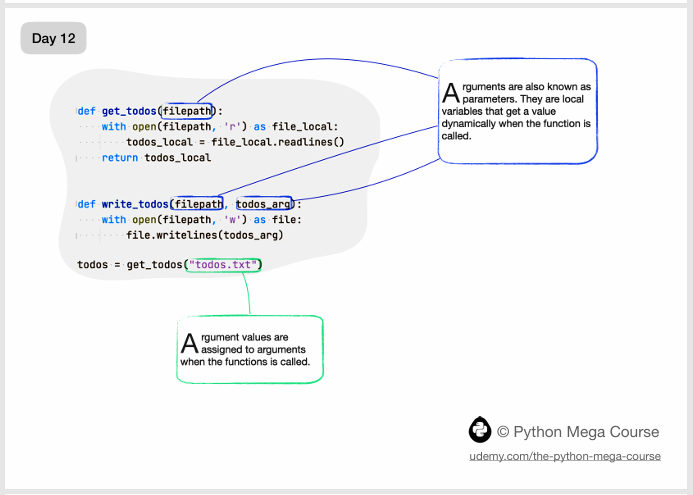 Day 12
def get_todos(filepath):
with open(filepath, 'r') as file_local:
todos_local = file_local.readlines()
return todos_local
def write_todos(filepath, todos_arg):
with open(filepath, 'w') as file:
file.writelines(todos_arg)
todos = get_todos("todos.txt")
Arguments are also known as
parameters. They are local
variables that get a value
dynamically when the function is
called.
Argument values are
assigned to arguments
when the functions is called.
© Python Mega Course
udemy.com/the-python-mega-course